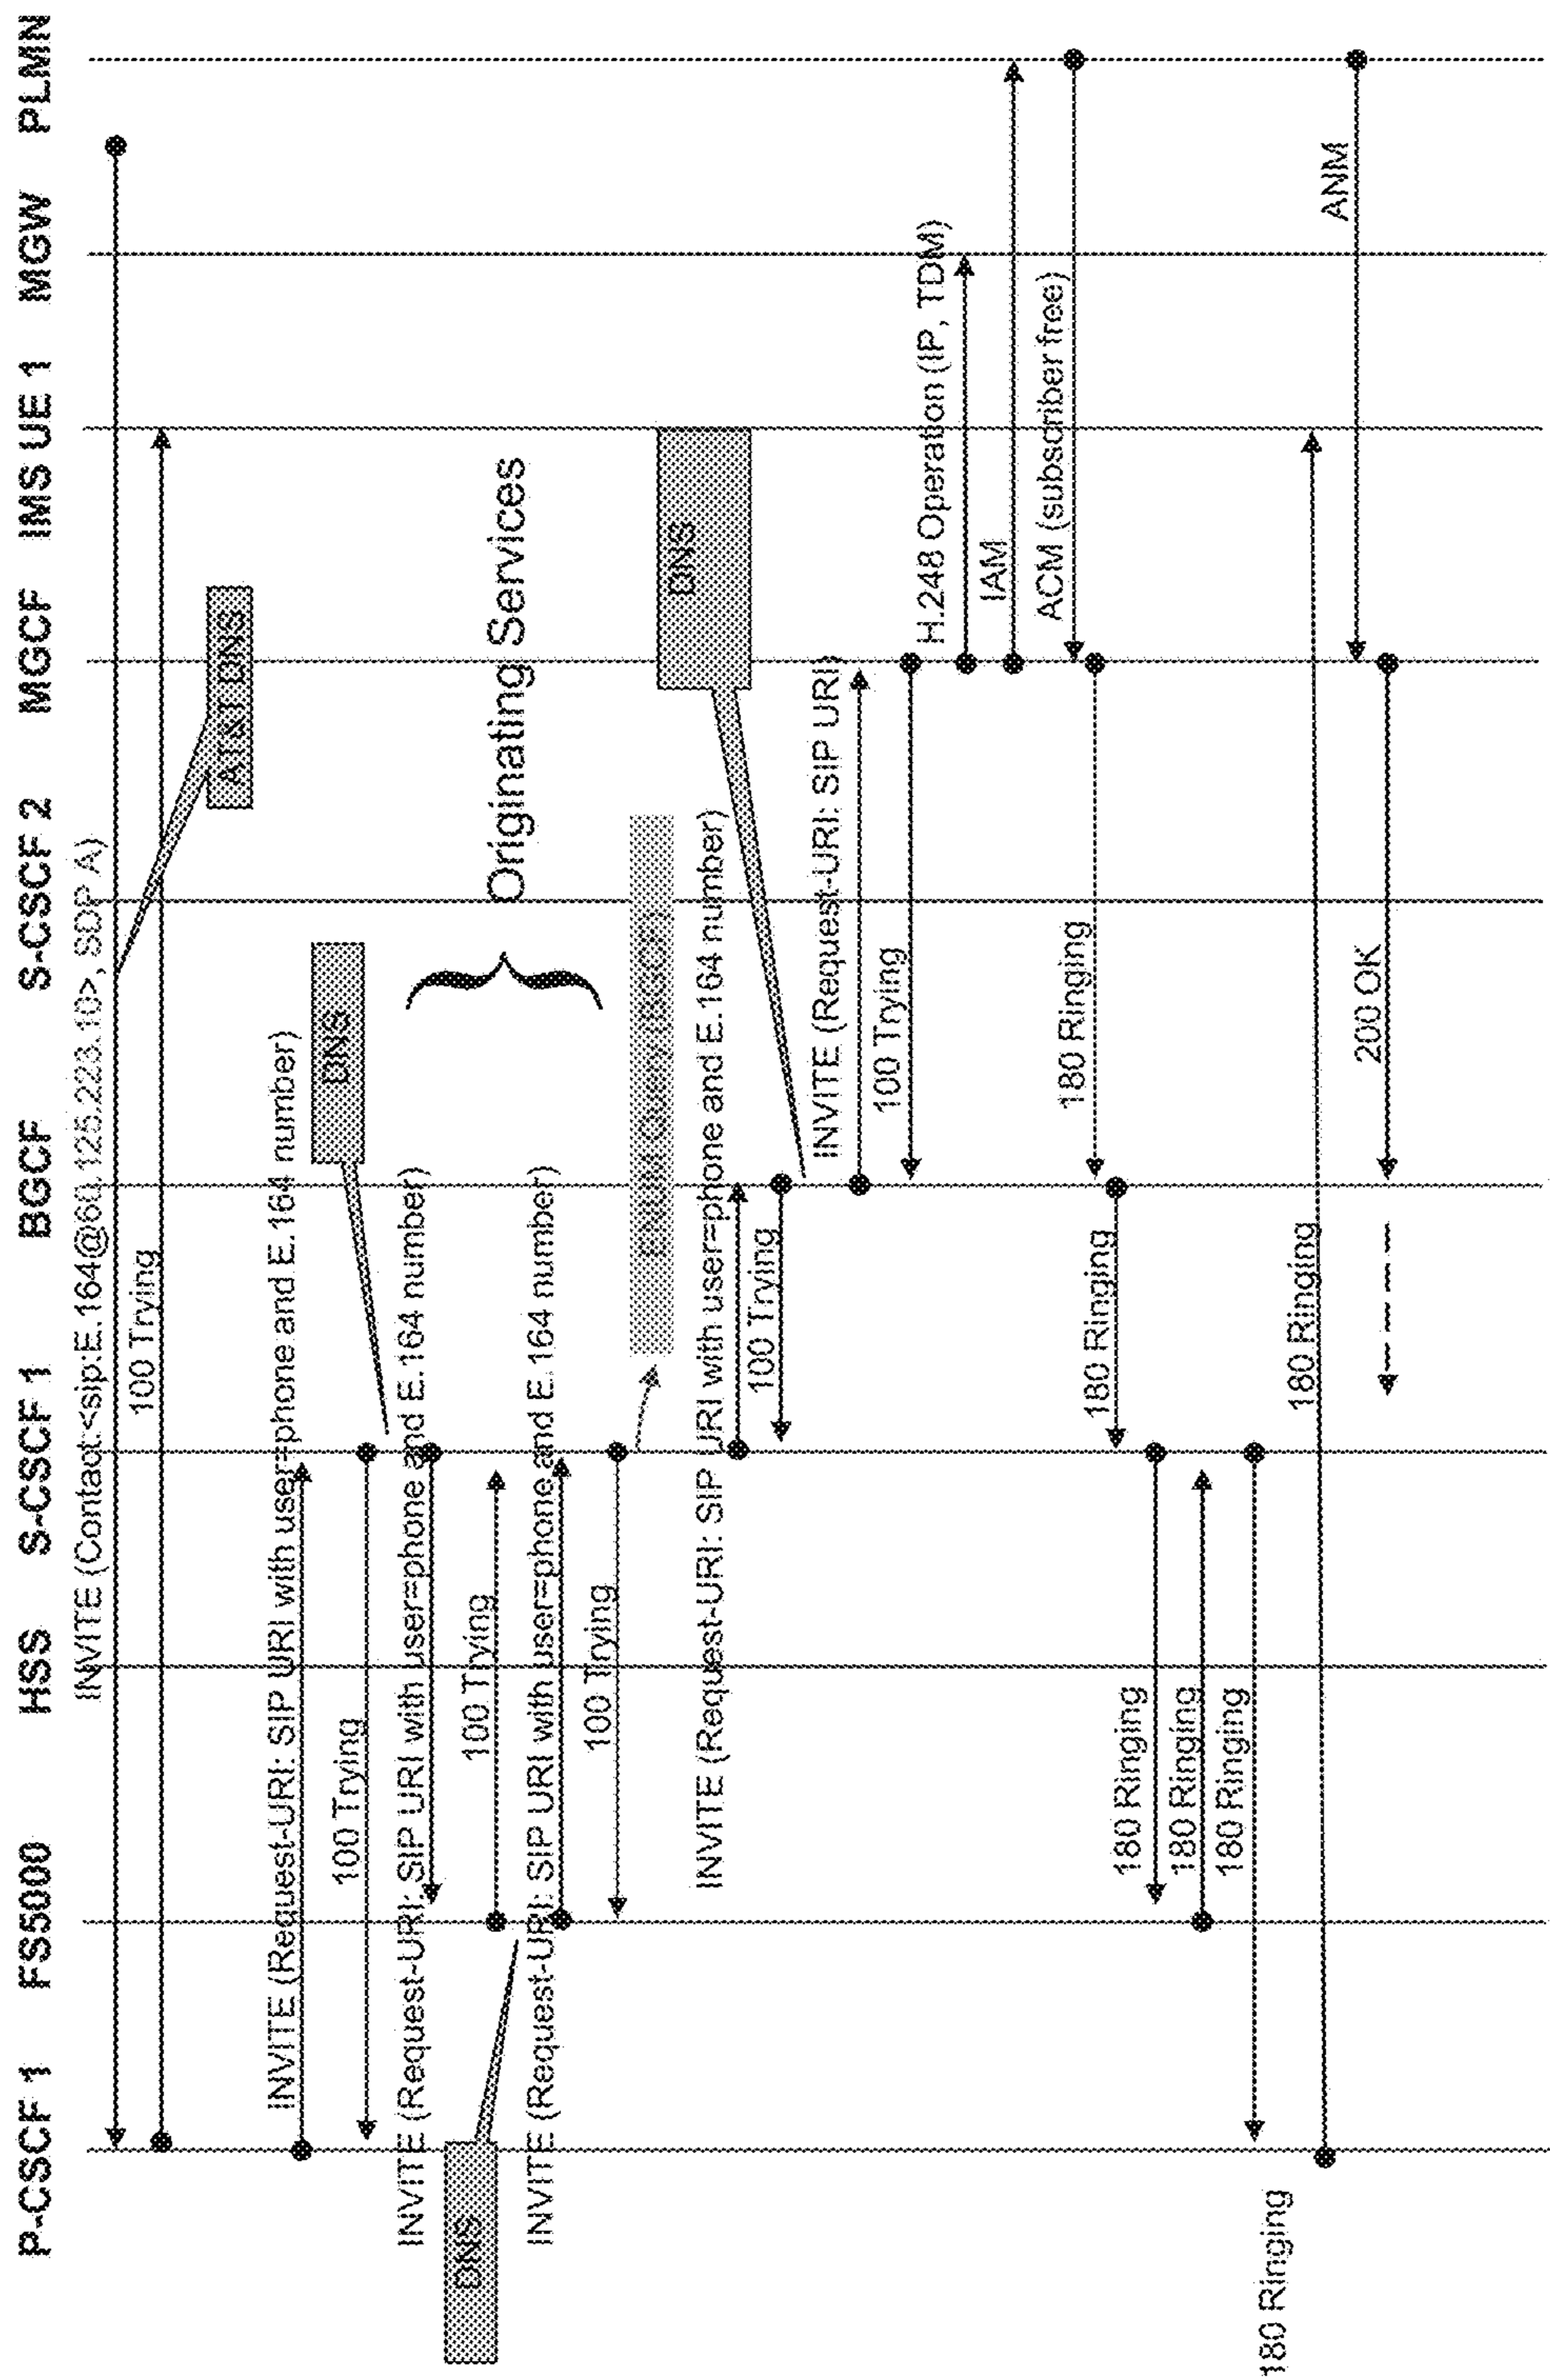 P-CSCF 1 FS5000 HSS S-CSCF 1 BGCF S-CSCF 2 MGCF IMS UE 1 MGW PLMN
INVITE (Contact:<sip:E.164@60.125.223.10>, SDP A)
100 Trying
AT&T DNS
INVITE (Request-URI: SIP URI with user=phone and E.164 number)
DNS
100 Trying
INVITE (Request-URI: SIP URI with user=phone and E.164 number)
DNS
100 Trying
Originating Services
INVITE (Request-URI: SIP URI with user=phone and E.164 number)
100 Trying
INVITE (Request-URI: SIP URI with user=phone and E.164 number)
DNS
100 Trying
INVITE (Request-URI: SIP URI)
100 Trying
H.248 Operation (IP, TDM)
IAM
ACM (subscriber free)
180 Ringing
180 Ringing
180 Ringing
180 Ringing
180 Ringing
180 Ringing
180 Ringing
ANM
200 OK